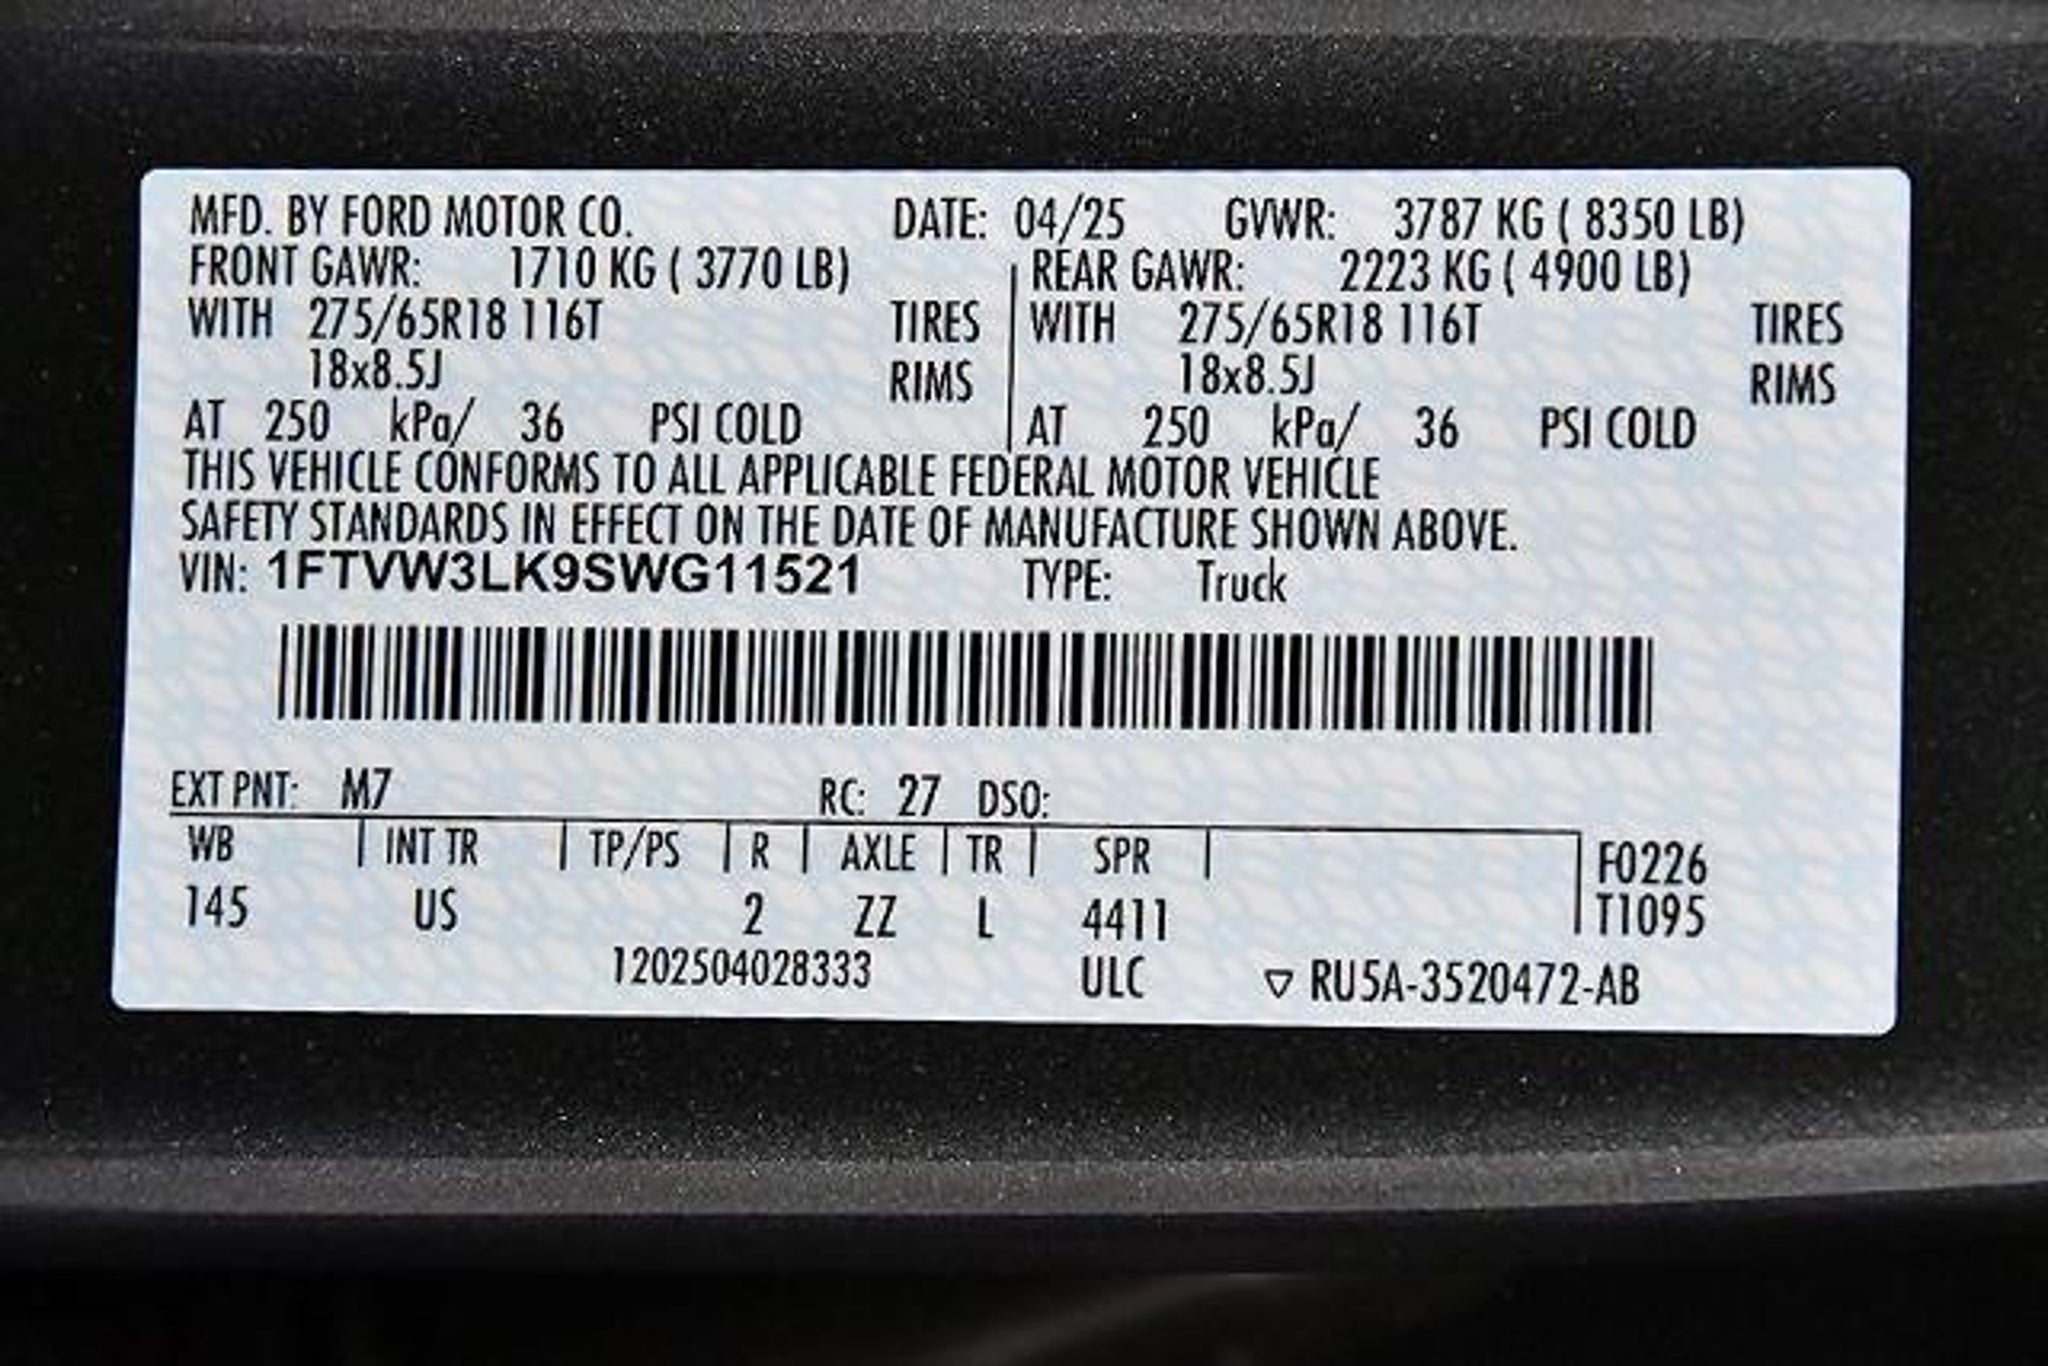 MFD. BY FORD MOTOR CO. DATE: 04/25 GVWR: 3787 KG ( 8350 LB)
FRONT GAWR: 1710 KG ( 3770 LB) REAR GAWR: 2223 KG ( 4900 LB)
WITH 275/65R18 116T TIRES WITH 275/65R18 116T TIRES
18x8.5J RIMS 18x8.5J RIMS
AT 250 kPa/ 36 PSI COLD AT 250 kPa/ 36 PSI COLD
THIS VEHICLE CONFORMS TO ALL APPLICABLE FEDERAL MOTOR VEHICLE
SAFETY STANDARDS IN EFFECT ON THE DATE OF MANUFACTURE SHOWN ABOVE.
VIN: 1FTVW3LK9SWG11521 TYPE: Truck
EXT PNT: M7 RC: 27 DSO:
WB INT TR TP/PS R AXLE TR SPR F0226
145 US 2 ZZ L 4411 T1095
1202504028333 ULC ▽ RU5A-3520472-AB